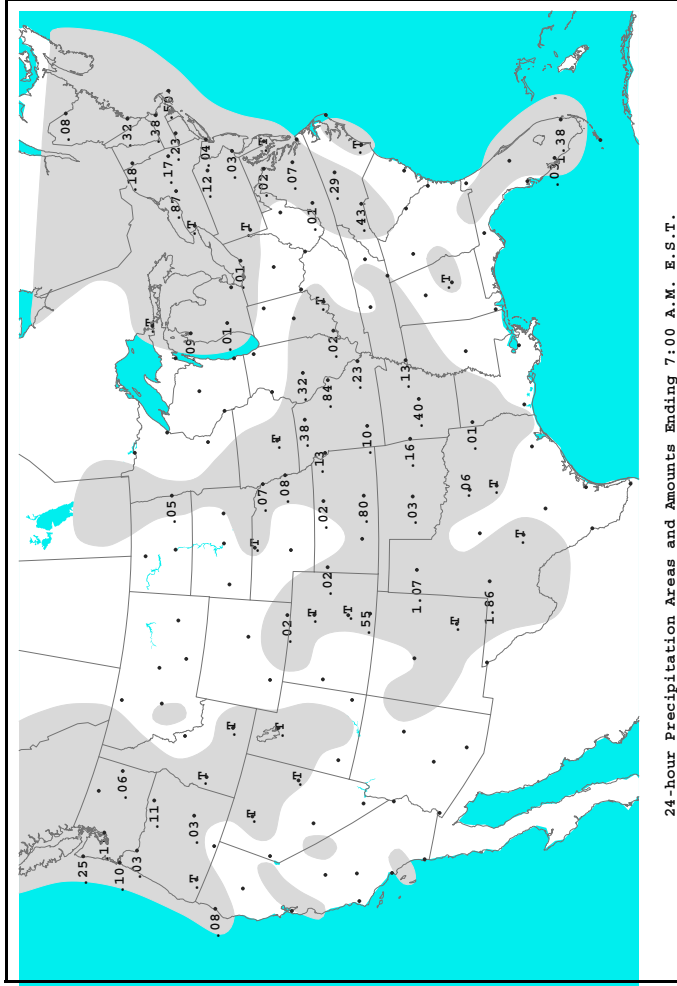 .08
.25
.1
.10
.06
.32
.18
.03
T
.11
.38
.50
.17
.05
.23
.87
.09
T
T
.03
T
.04
.12
.08
.01
T
.03
.01
T
T
T
.07
T
.02
T
T
.08
.02
.07
T
.32
.38
T
.01
.13
T
.02
.84
.02
.02
.29
T
.23
T
.43
.80
.10
.55
.13
.16
.03
1.07
.40
T
T
.06
.01
1.86
T
T
.03
1.38
24-hour Precipitation Areas and Amounts Ending 7:00 A.M. E.S.T.